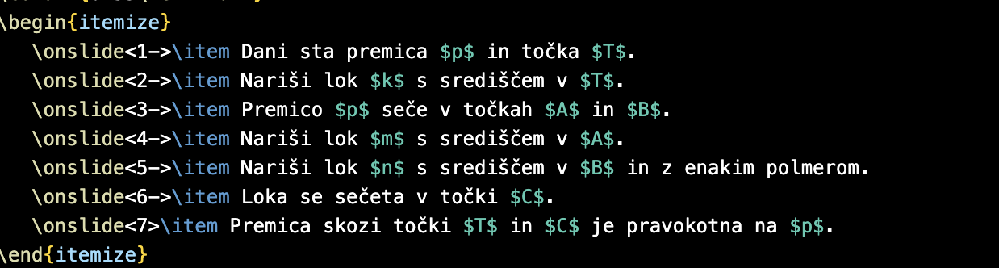 \begin{itemize}
\onslide<1->\item Dani sta premica $p$ in točka $T$.
\onslide<2->\item Nariši lok $k$ s središčem v $T$.
\onslide<3->\item Premico $p$ seče v točkah $A$ in $B$.
\onslide<4->\item Nariši lok $m$ s središčem v $A$.
\onslide<5->\item Nariši lok $n$ s središčem v $B$ in z enakim polmerom.
\onslide<6->\item Loka se sečeta v točki $C$.
\onslide<7>\item Premica skozi točki $T$ in $C$ je pravokotna na $p$.
\end{itemize}